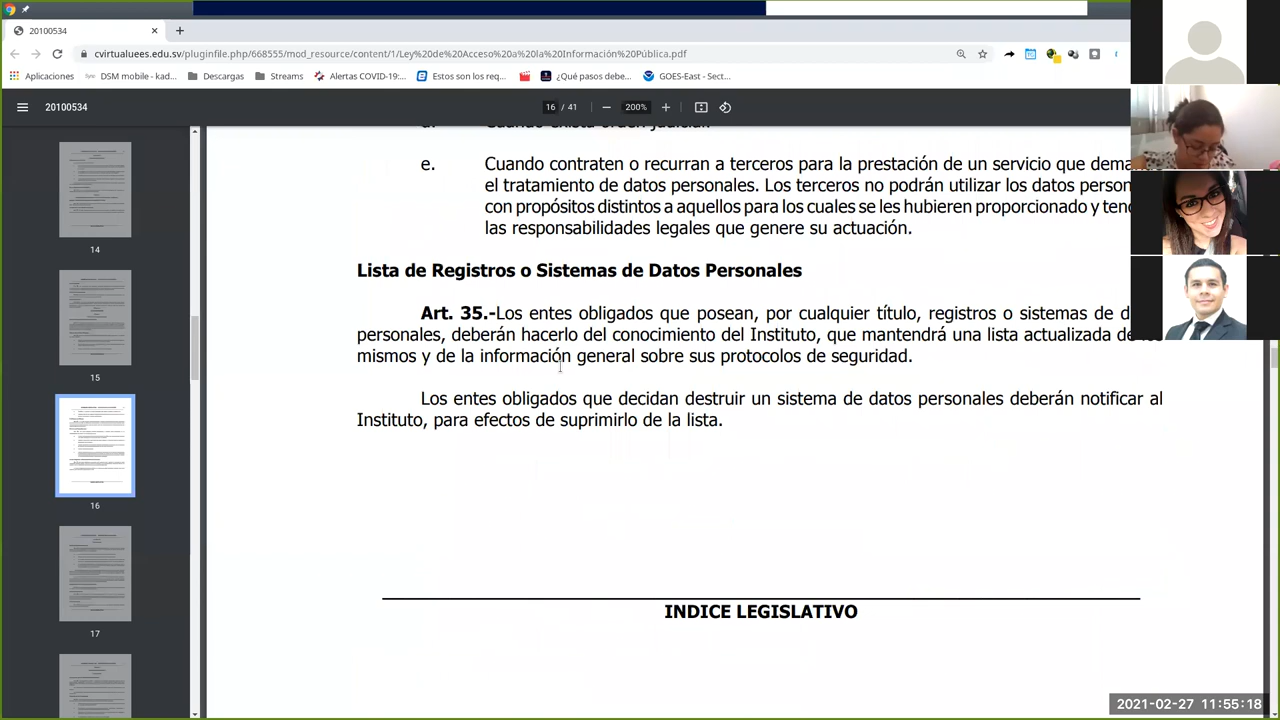 20100534
cvirtualuees.edu.sv/pluginfile.php/668555/mod_resource/content/1/Ley%20de%20Acceso%20a%20la%20Información%20Pública.pdf
Aplicaciones DSM mobile - kad... Descargas Streams Alertas COVID-19:... Estos son los req... ¿Qué pasos debe... GOES-East - Sect...
20100534 16 / 41 200%
14
15
16
17
e. Cuando contraten o recurran a terceros para la prestación de un servicio que dema
el tratamiento de datos personales. Los terceros no podrán utilizar los datos person
con propósitos distintos a aquellos para los cuales se les hubieren proporcionado y tend
las responsabilidades legales que genere su actuación.
Lista de Registros o Sistemas de Datos Personales
Art. 35.-Los entes obligados que posean, por cualquier título, registros o sistemas de d
personales, deberán hacerlo del conocimiento del Instituto, que mantendrá una lista actualizada de los
mismos y de la información general sobre sus protocolos de seguridad.
Los entes obligados que decidan destruir un sistema de datos personales deberán notificar al
Instituto, para efectos de suprimirlo de la lista.
INDICE LEGISLATIVO
2021-02-27 11:55:18